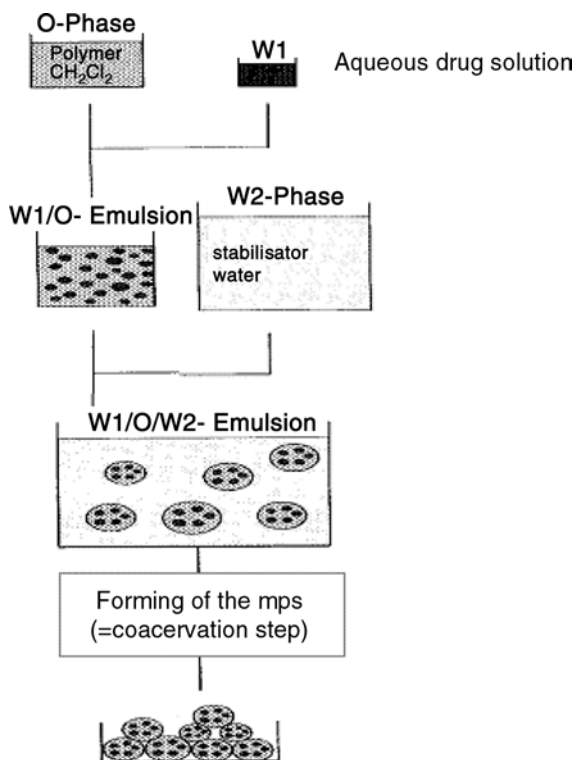 O-Phase
Polymer
CH₂Cl₂
W1
Aqueous drug solution
W1/O- Emulsion
W2-Phase
stabilisator
water
W1/O/W2- Emulsion
Forming of the mps
(=coacervation step)